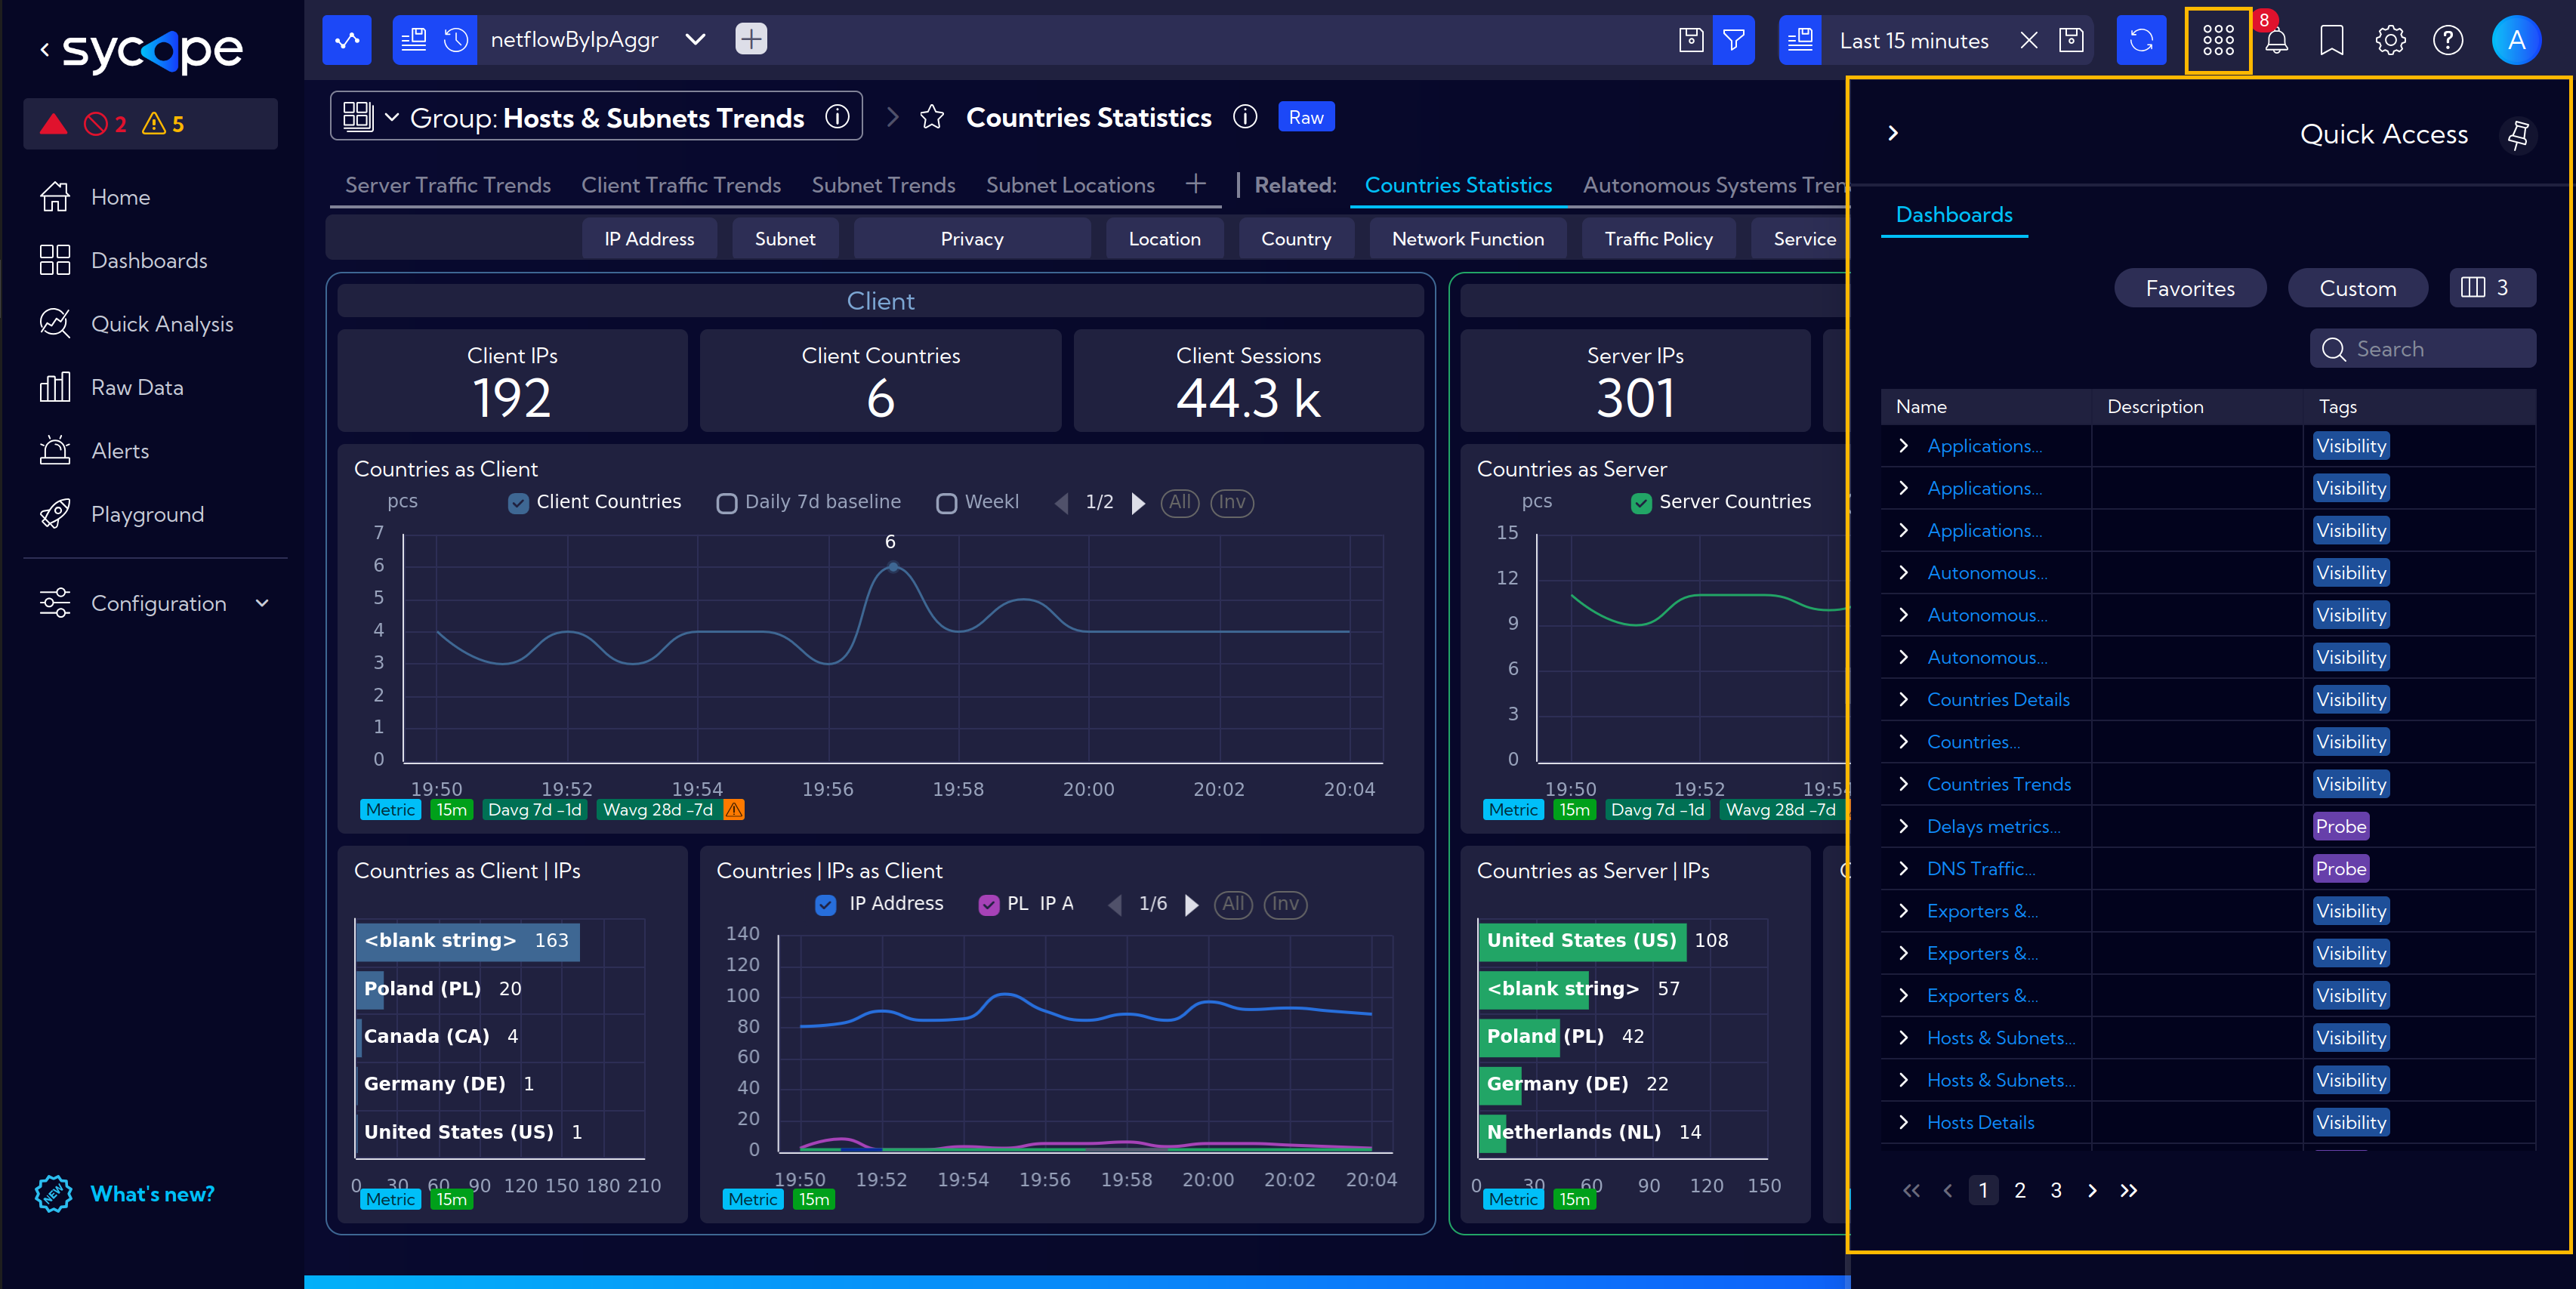 sycope
2 5
Home
Dashboards
Quick Analysis
Raw Data
Alerts
Playground
Configuration
NEW What's new?
netflowByIpAggr
Last 15 minutes
8
A
Group: Hosts & Subnets Trends
Countries Statistics
Raw
Server Traffic Trends Client Traffic Trends Subnet Trends Subnet Locations Related: Countries Statistics Autonomous Systems Tren
IP Address Subnet Privacy Location Country Network Function Traffic Policy Service
Client
Client IPs
192
Client Countries
6
Client Sessions
44.3 k
Server IPs
301
Countries as Client
pcs Client Countries Daily 7d baseline Weekl 1/2 All Inv
7
6
5
4
3
2
1
0
6
19:50 19:52 19:54 19:56 19:58 20:00 20:02 20:04
Metric 15m Davg 7d -1d Wavg 28d -7d
Countries as Server
pcs Server Countries
15
12
9
6
3
0
19:50 19:52 19:54
Metric 15m Davg 7d -1d Wavg 28d -7d
Countries as Client | IPs
<blank string> 163
Poland (PL) 20
Canada (CA) 4
Germany (DE) 1
United States (US) 1
0 30 60 90 120 150 180 210
Metric 15m
Countries | IPs as Client
IP Address PL IP A 1/6 All Inv
140
120
100
80
60
40
20
0
19:50 19:52 19:54 19:56 19:58 20:00 20:02 20:04
Metric 15m
Countries as Server | IPs
United States (US) 108
<blank string> 57
Poland (PL) 42
Germany (DE) 22
Netherlands (NL) 14
0 30 60 90 120 150
Metric 15m
Quick Access
Dashboards
Favorites Custom 3
Search
Name Description Tags
Applications... Visibility
Applications... Visibility
Applications... Visibility
Autonomous... Visibility
Autonomous... Visibility
Autonomous... Visibility
Countries Details Visibility
Countries... Visibility
Countries Trends Visibility
Delays metrics... Probe
DNS Traffic... Probe
Exporters &... Visibility
Exporters &... Visibility
Exporters &... Visibility
Hosts & Subnets... Visibility
Hosts & Subnets... Visibility
Hosts Details Visibility
1 2 3